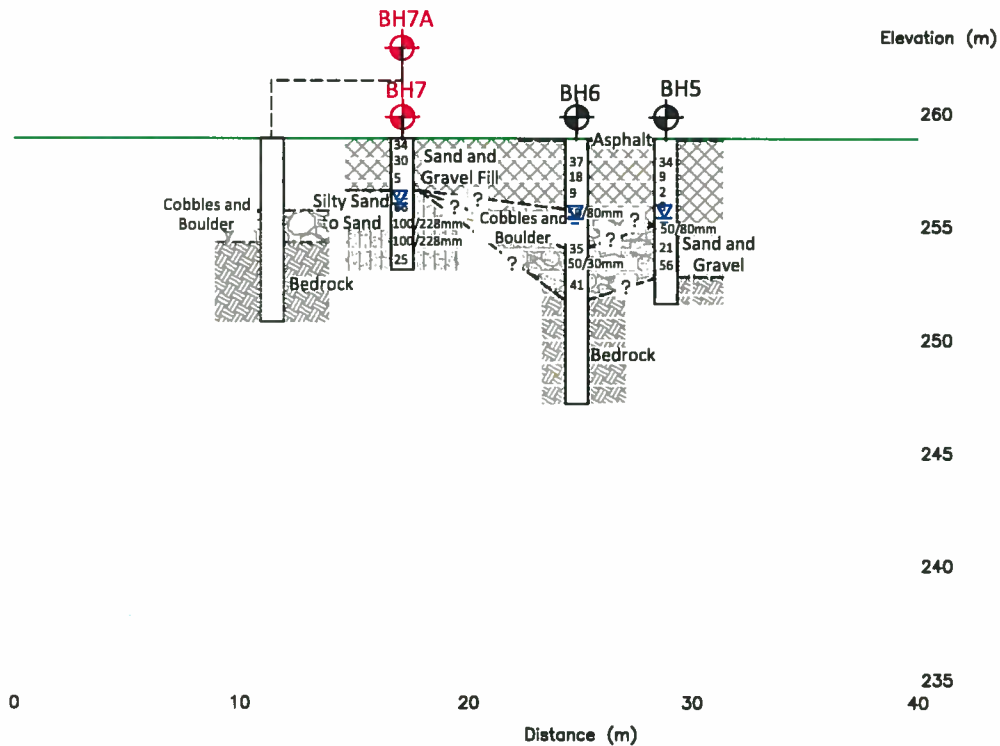 BH7A
Elevation (m)
BH7
BH6
BH5
260
Asphalt
34
30
5
Sand and
Gravel Fill
37
18
9
34
9
2
Cobbles and
Boulder
Silty Sand
to Sand
?
?
100/228mm
100/228mm
25
Cobbles and
Boulder
/80mm
?
50/80mm
255
35
50/30mm
41
?
?
?
21
56
Sand and
Gravel
Bedrock
250
Bedrock
245
240
235
0
10
20
30
40
Distance (m)